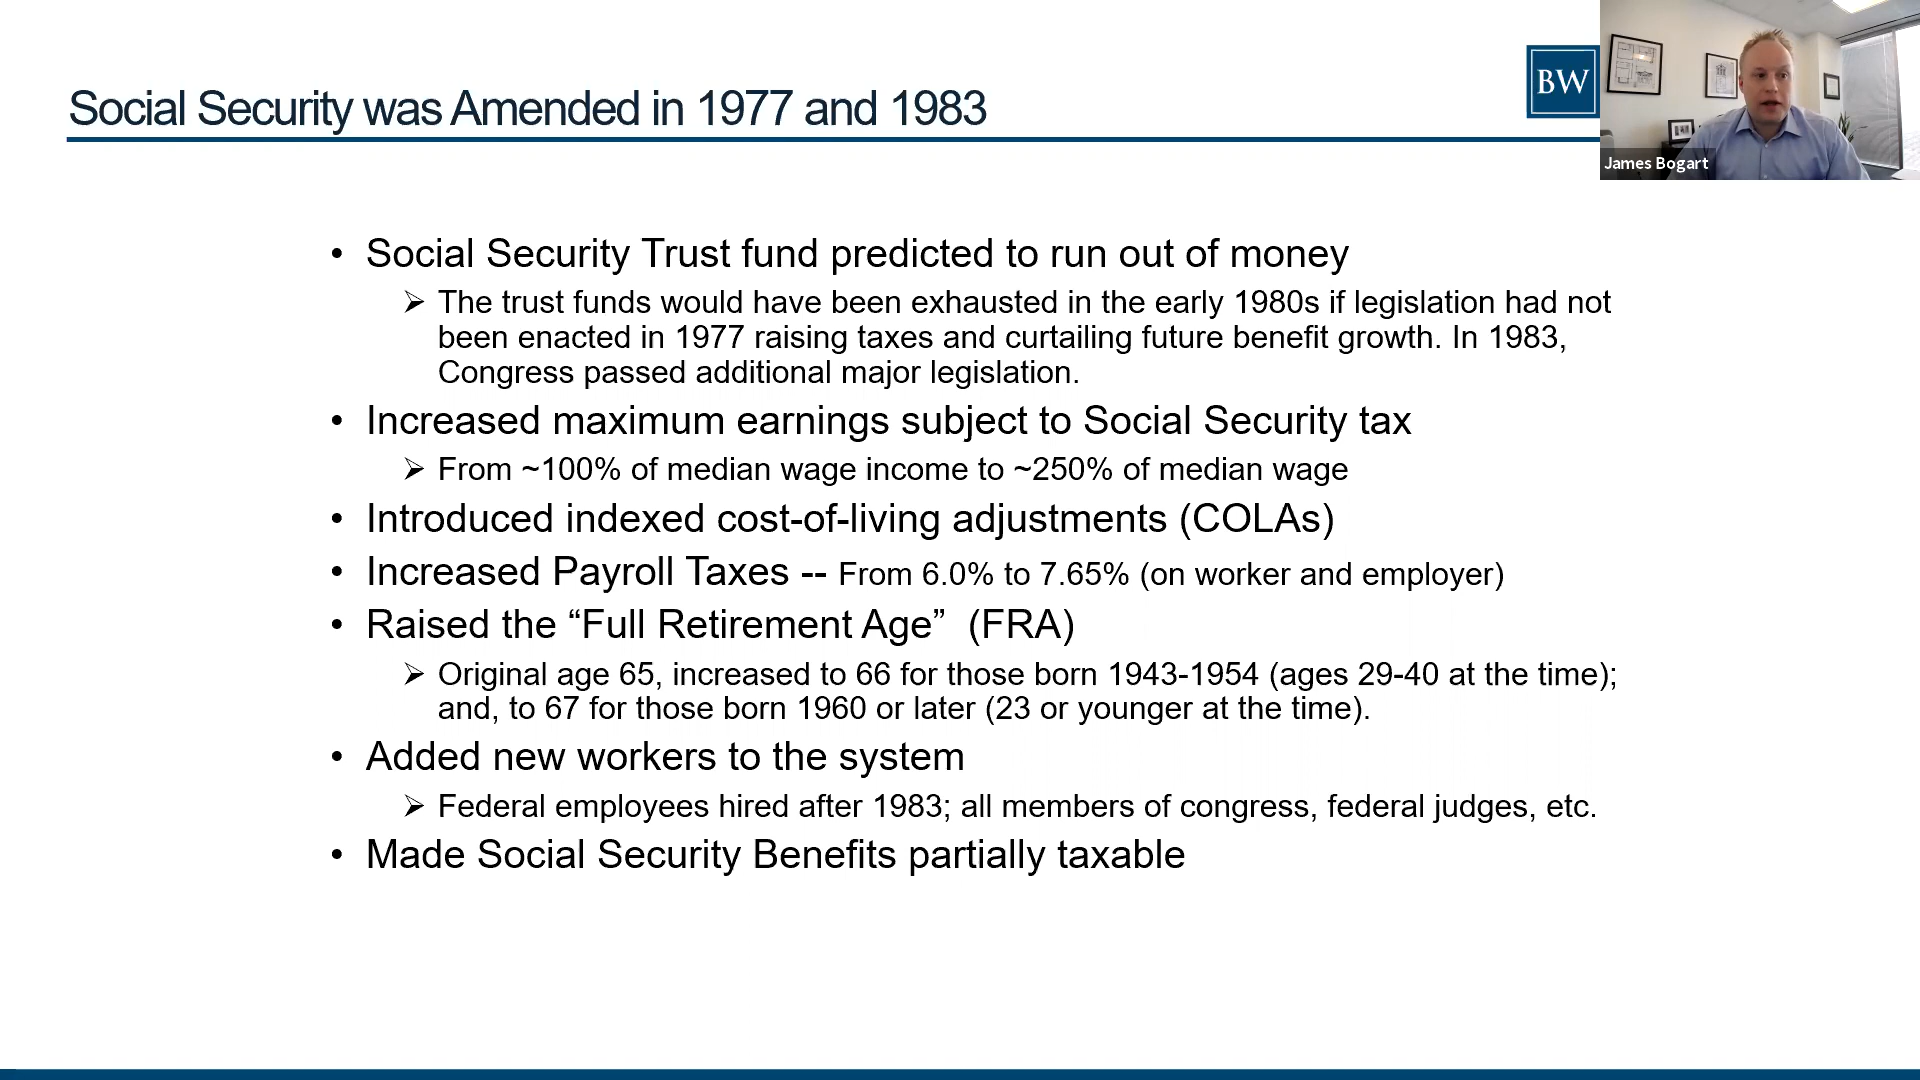 Social Security was Amended in 1977 and 1983
BW
James Bogart
• Social Security Trust fund predicted to run out of money
➢ The trust funds would have been exhausted in the early 1980s if legislation had not
been enacted in 1977 raising taxes and curtailing future benefit growth. In 1983,
Congress passed additional major legislation.
• Increased maximum earnings subject to Social Security tax
➢ From ~100% of median wage income to ~250% of median wage
• Introduced indexed cost-of-living adjustments (COLAs)
• Increased Payroll Taxes -- From 6.0% to 7.65% (on worker and employer)
• Raised the “Full Retirement Age”  (FRA)
➢ Original age 65, increased to 66 for those born 1943-1954 (ages 29-40 at the time);
and, to 67 for those born 1960 or later (23 or younger at the time).
• Added new workers to the system
➢ Federal employees hired after 1983; all members of congress, federal judges, etc.
• Made Social Security Benefits partially taxable